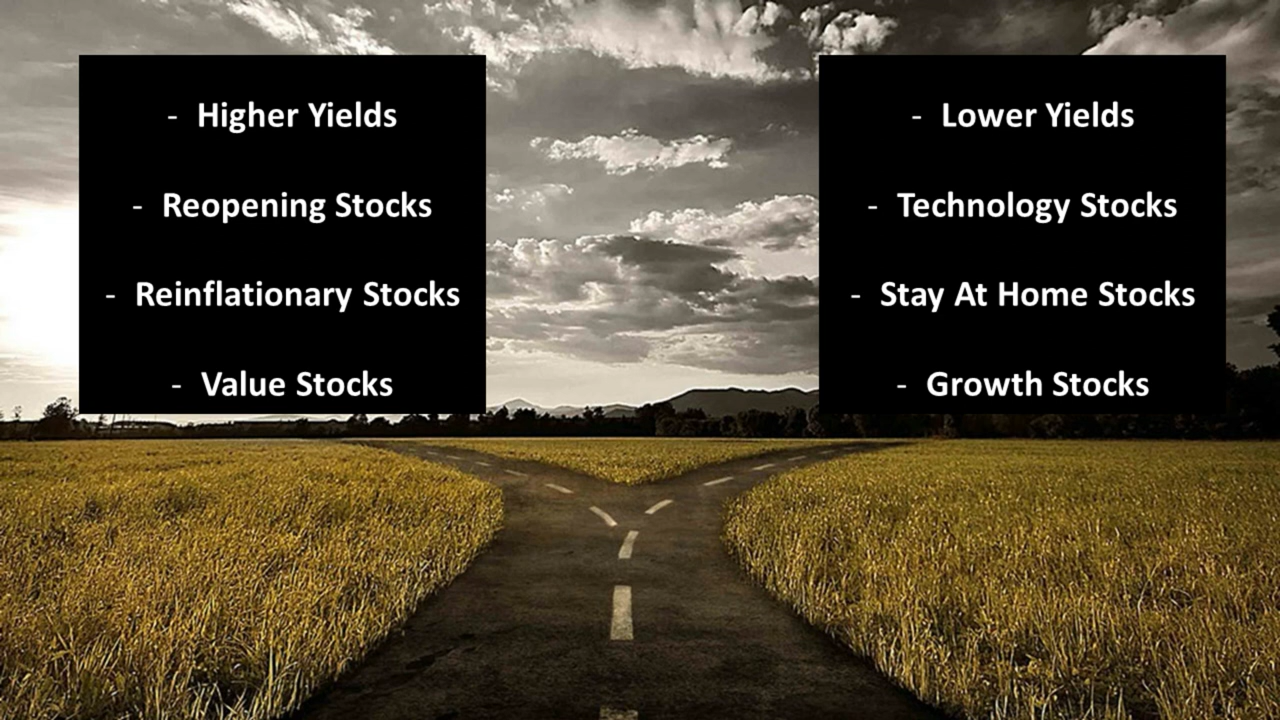 - Higher Yields
- Reopening Stocks
- Reinflationary Stocks
- Value Stocks
- Lower Yields
- Technology Stocks
- Stay At Home Stocks
- Growth Stocks